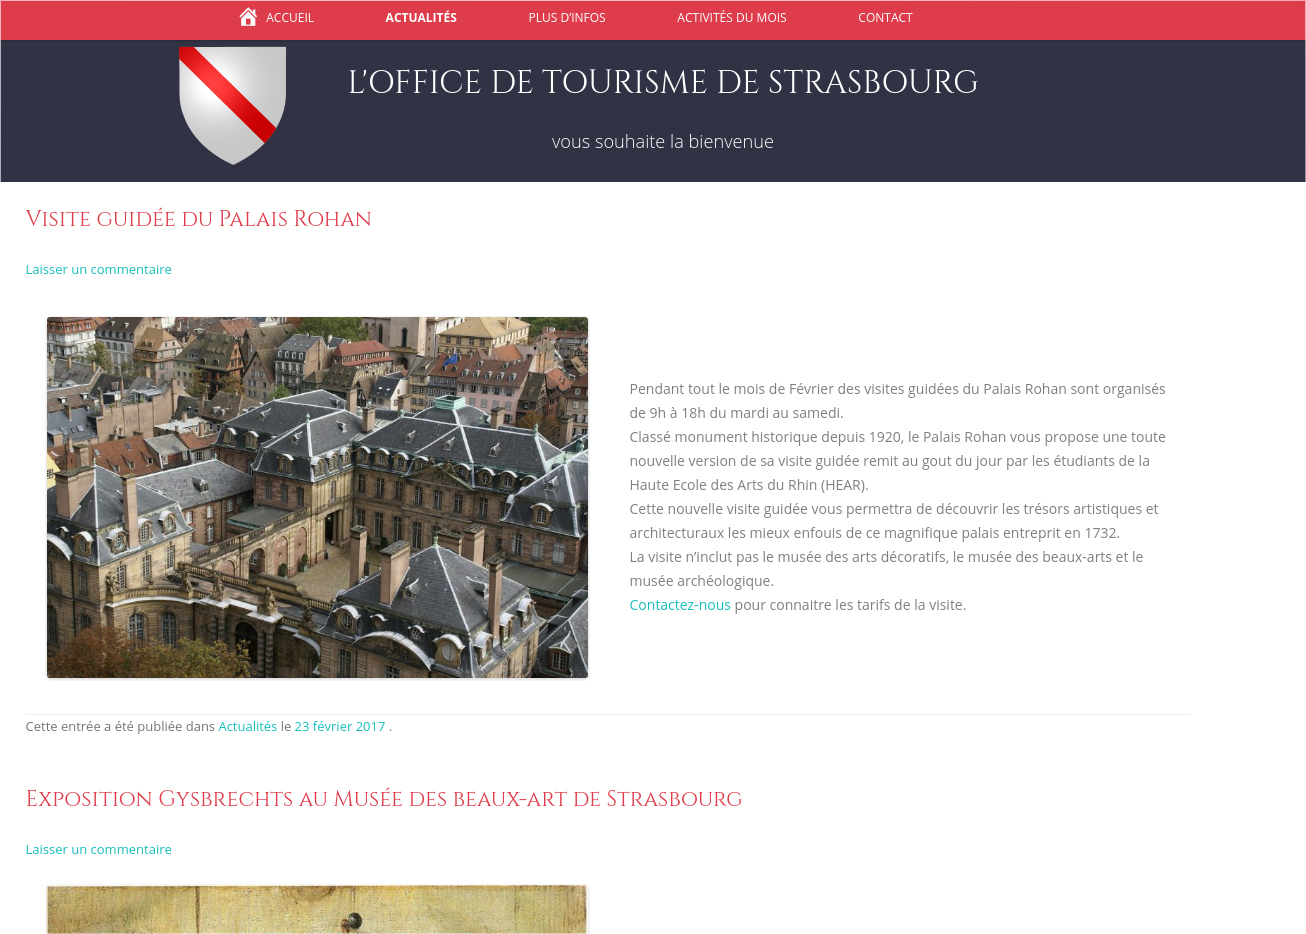 ACCUEIL ACTUALITÉS PLUS D'INFOS ACTIVITÉS DU MOIS CONTACT
L'OFFICE DE TOURISME DE STRASBOURG
vous souhaite la bienvenue
Visite guidée du Palais Rohan
Laisser un commentaire
Pendant tout le mois de Février des visites guidées du Palais Rohan sont organisés
de 9h à 18h du mardi au samedi.
Classé monument historique depuis 1920, le Palais Rohan vous propose une toute
nouvelle version de sa visite guidée remit au gout du jour par les étudiants de la
Haute Ecole des Arts du Rhin (HEAR).
Cette nouvelle visite guidée vous permettra de découvrir les trésors artistiques et
architecturaux les mieux enfouis de ce magnifique palais entreprit en 1732.
La visite n'inclut pas le musée des arts décoratifs, le musée des beaux-arts et le
musée archéologique.
Contactez-nous pour connaitre les tarifs de la visite.
Cette entrée a été publiée dans Actualités le 23 février 2017 .
Exposition Gysbrechts au Musée des beaux-art de Strasbourg
Laisser un commentaire